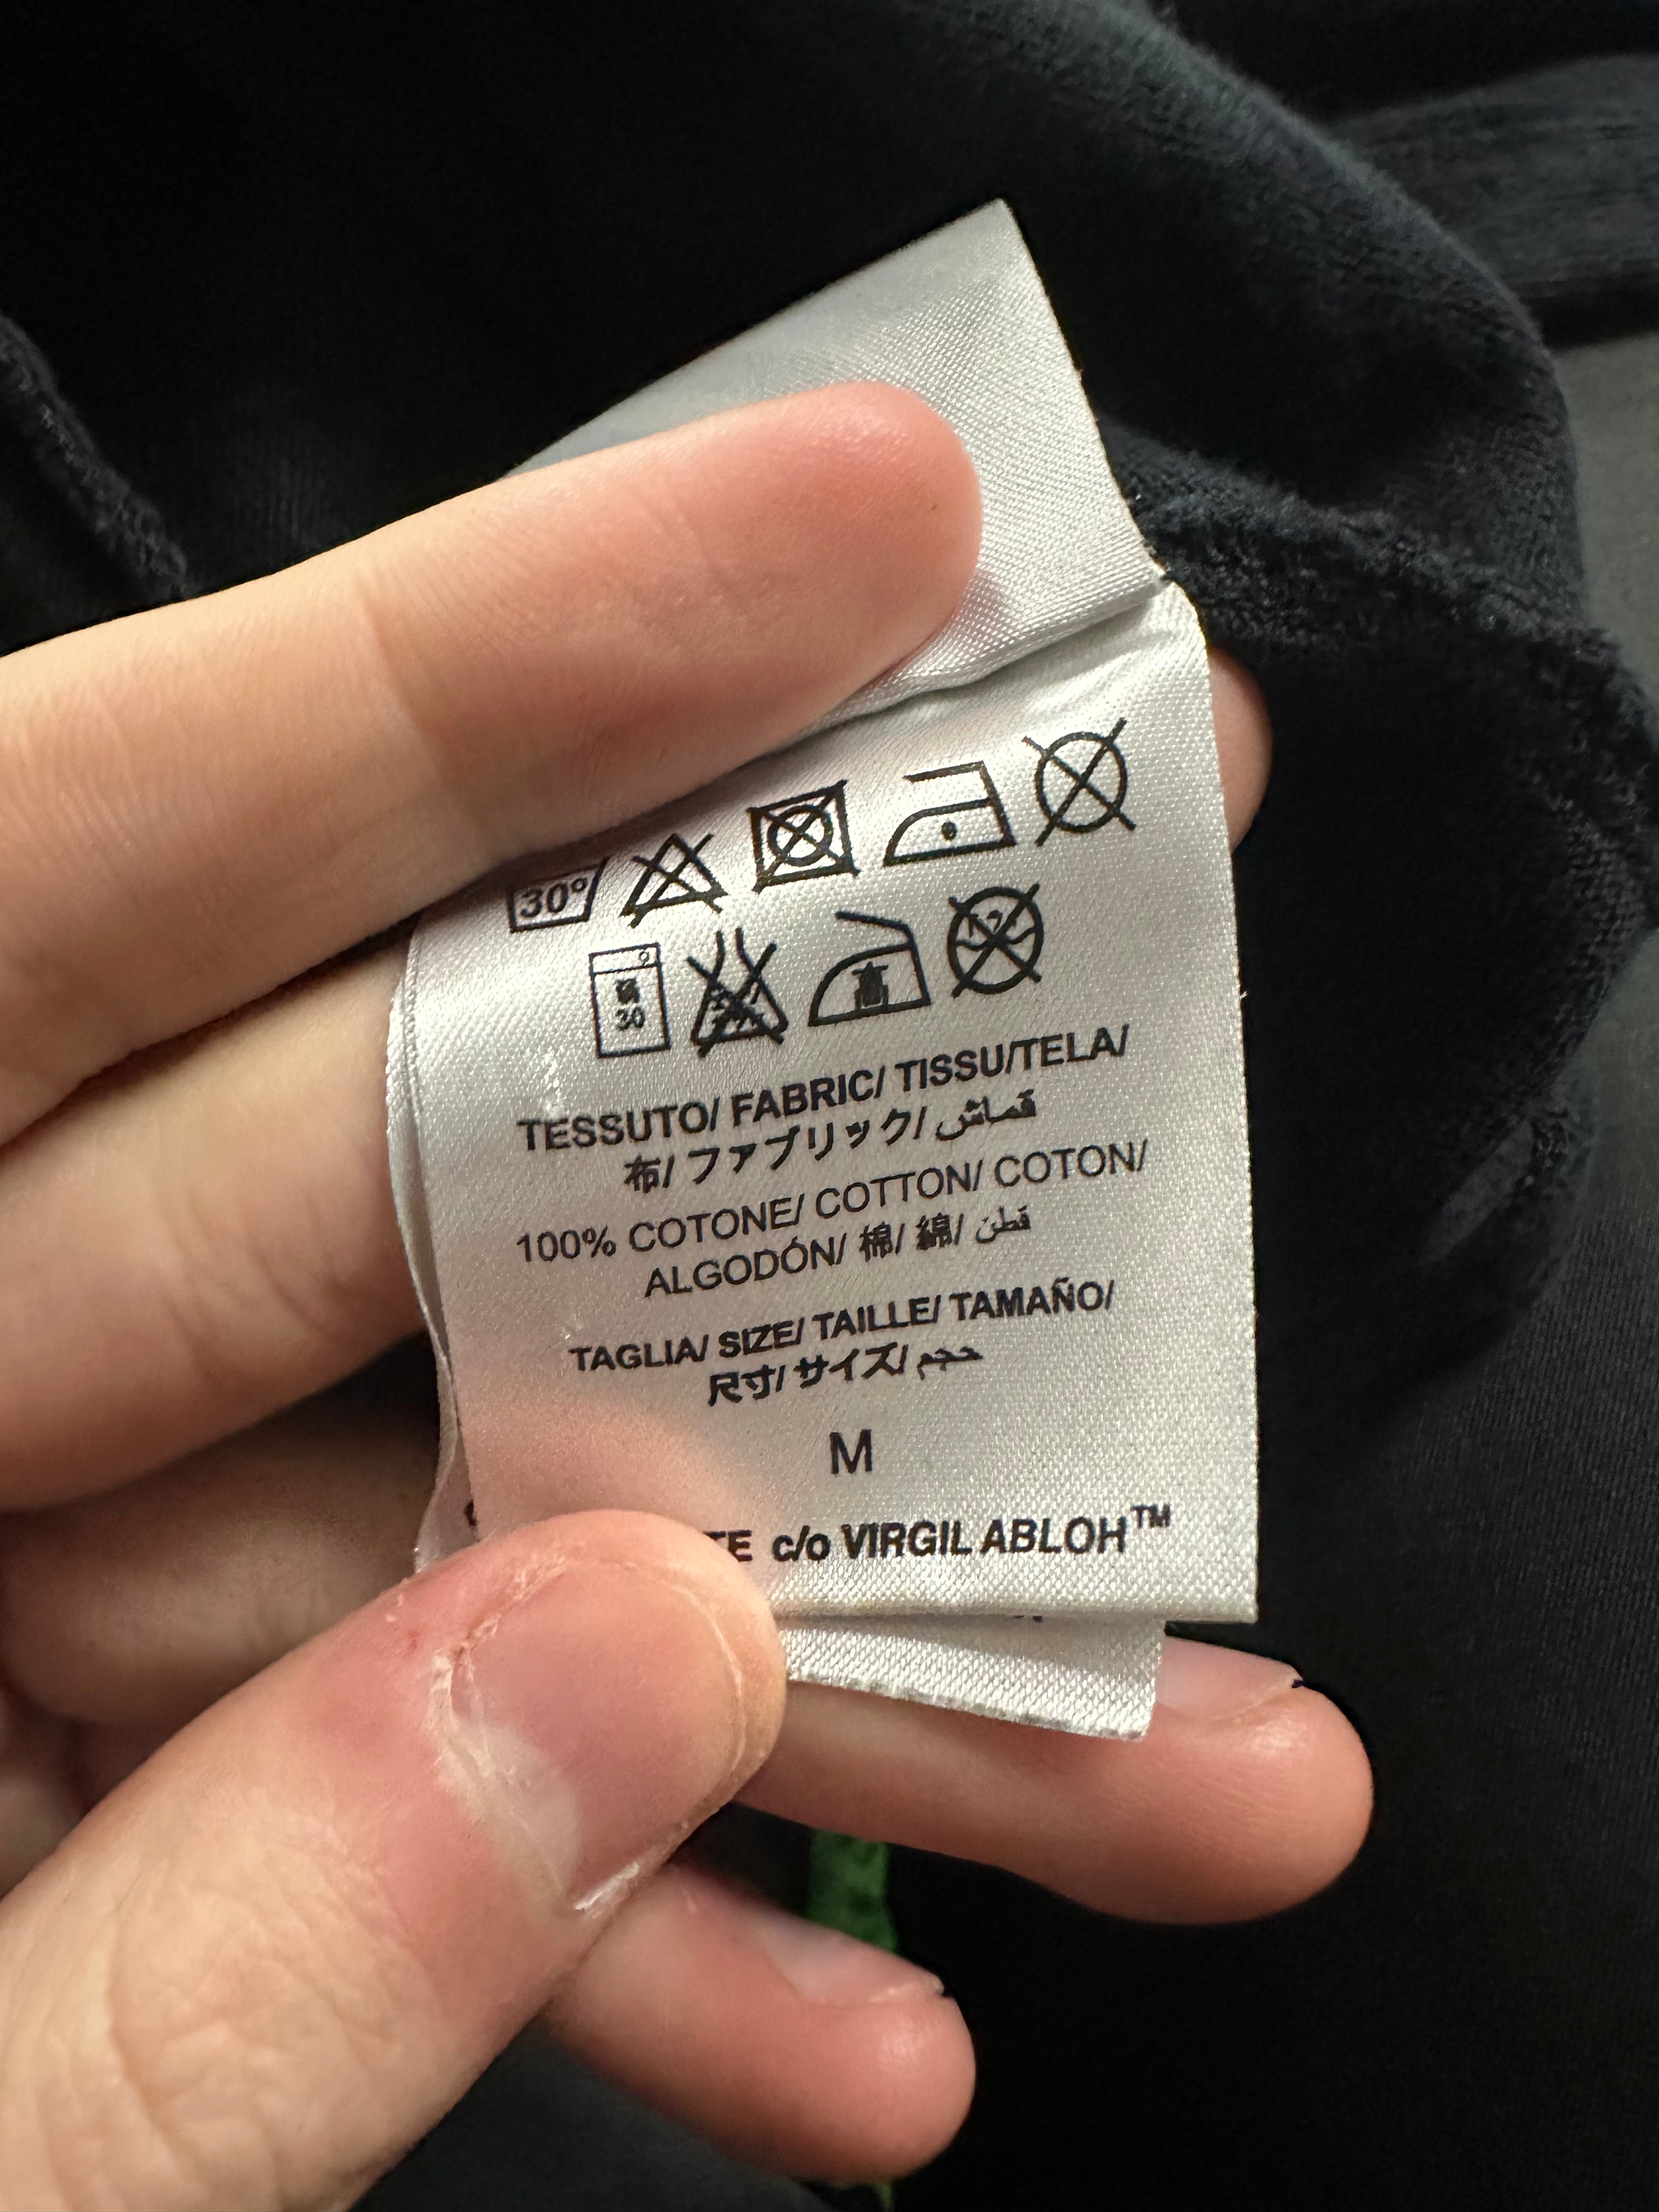 30°
30
TESSUTO/ FABRIC/ TISSU/TELA/
布/ ファブリック/ قماش/
100% COTONE/ COTTON/ COTON/
ALGODÓN/ 棉/ 綿/ قطن
TAGLIA/ SIZE/ TAILLE/ TAMAÑO/
尺寸/ サイズ/ حجم
M
c/o VIRGIL ABLOH™